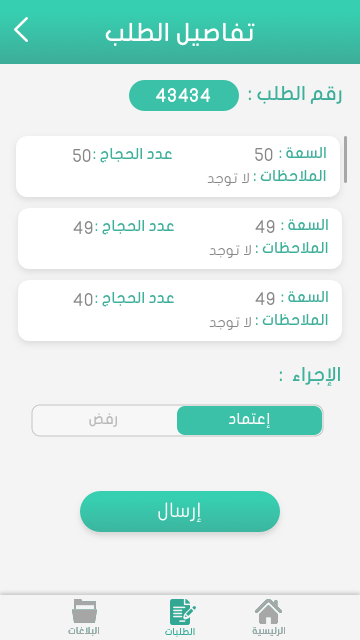 تفاصيل الطلب
رقم الطلب : 43434
السعة : 50 عدد الحجاج : 50
الملاحظات : لا توجد
السعة : 49 عدد الحجاج : 49
الملاحظات : لا توجد
السعة : 49 عدد الحجاج : 40
الملاحظات : لا توجد
الإجراء :
إعتماد رفض
إرسال
الرئيسية الطلبات البلاغات